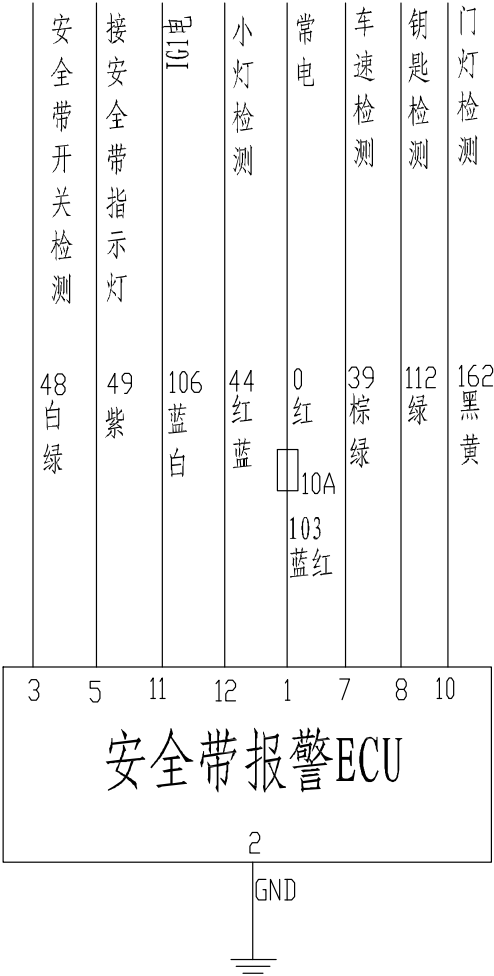 安全带开关检测
接安全带指示灯
IG1电
小灯检测
常电
车速检测
钥匙检测
门灯检测
48
白绿
49
紫
106
蓝白
44
红蓝
0
红
39
棕绿
112
绿
162
黑黄
10A
103
蓝红
3 5 11 12 1 7 8 10
安全带报警ECU
2
GND